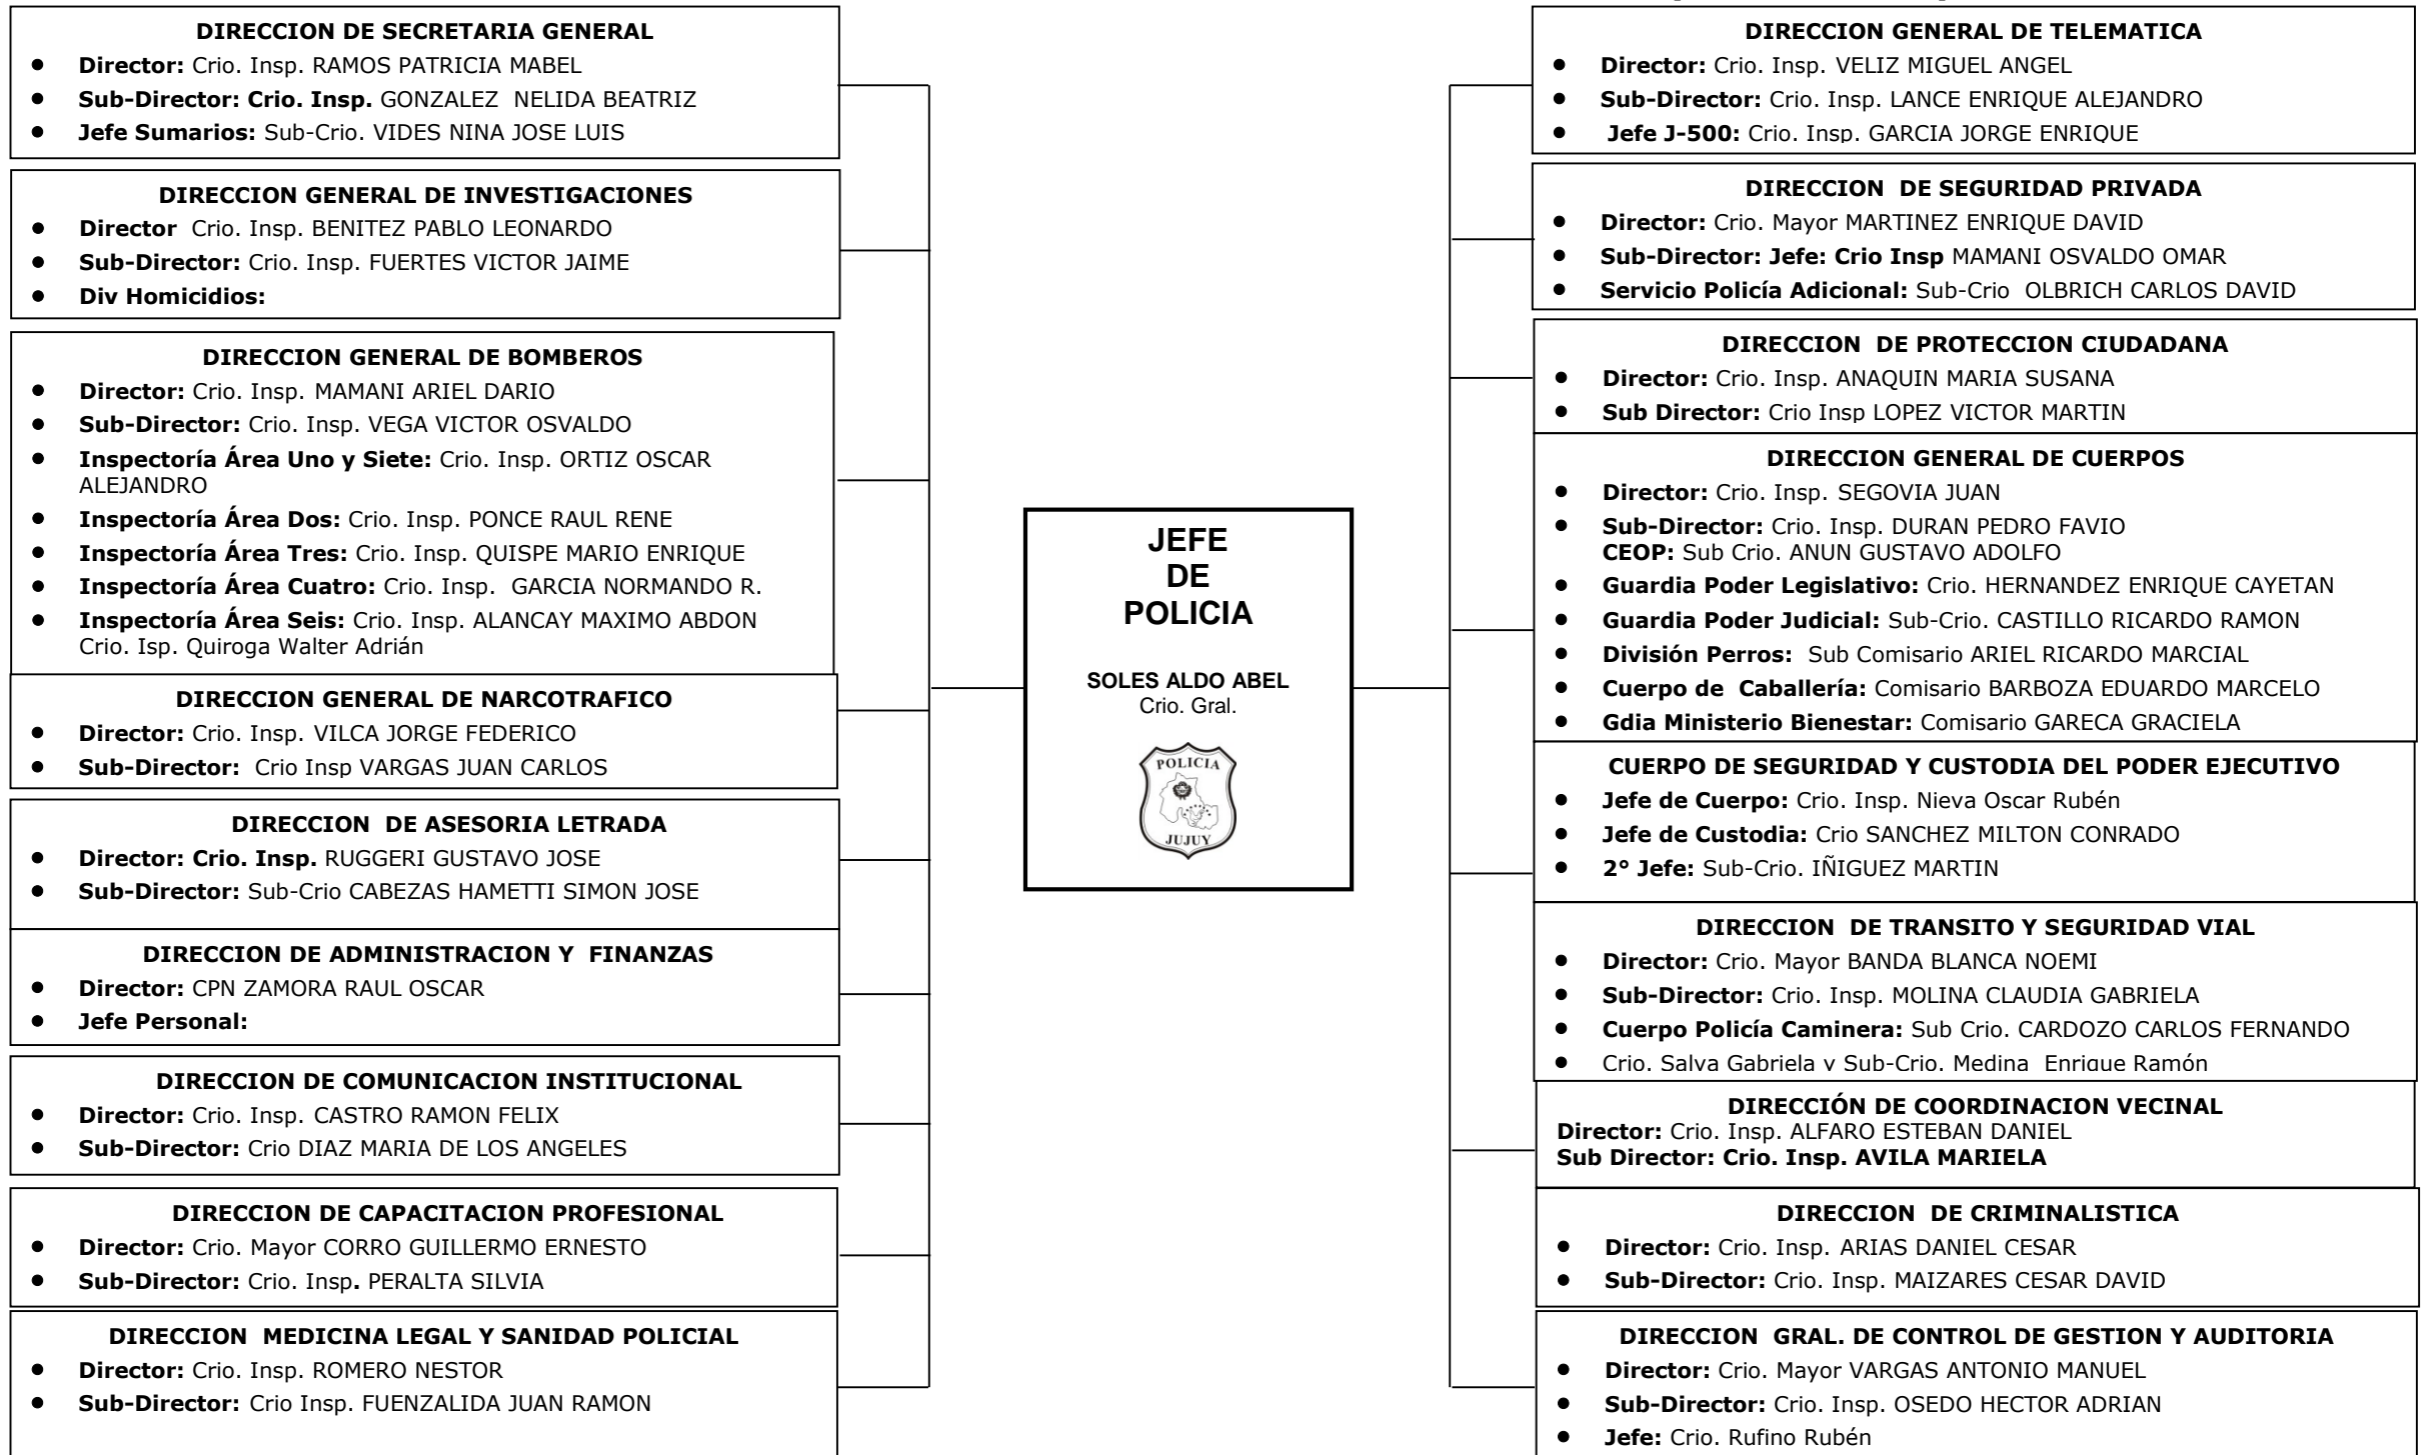 DIRECCION DE SECRETARIA GENERAL
● Director: Crio. Insp. RAMOS PATRICIA MABEL
● Sub-Director: Crio. Insp. GONZALEZ NELIDA BEATRIZ
● Jefe Sumarios: Sub-Crio. VIDES NINA JOSE LUIS
DIRECCION GENERAL DE INVESTIGACIONES
● Director Crio. Insp. BENITEZ PABLO LEONARDO
● Sub-Director: Crio. Insp. FUERTES VICTOR JAIME
● Div Homicidios:
DIRECCION GENERAL DE BOMBEROS
● Director: Crio. Insp. MAMANI ARIEL DARIO
● Sub-Director: Crio. Insp. VEGA VICTOR OSVALDO
● Inspectoría Área Uno y Siete: Crio. Insp. ORTIZ OSCAR
ALEJANDRO
● Inspectoría Área Dos: Crio. Insp. PONCE RAUL RENE
● Inspectoría Área Tres: Crio. Insp. QUISPE MARIO ENRIQUE
● Inspectoría Área Cuatro: Crio. Insp. GARCIA NORMANDO R.
● Inspectoría Área Seis: Crio. Insp. ALANCAY MAXIMO ABDON
Crio. Isp. Quiroga Walter Adrián
DIRECCION GENERAL DE NARCOTRAFICO
● Director: Crio. Insp. VILCA JORGE FEDERICO
● Sub-Director: Crio Insp VARGAS JUAN CARLOS
DIRECCION DE ASESORIA LETRADA
● Director: Crio. Insp. RUGGERI GUSTAVO JOSE
● Sub-Director: Sub-Crio CABEZAS HAMETTI SIMON JOSE
DIRECCION DE ADMINISTRACION Y FINANZAS
● Director: CPN ZAMORA RAUL OSCAR
● Jefe Personal:
DIRECCION DE COMUNICACION INSTITUCIONAL
● Director: Crio. Insp. CASTRO RAMON FELIX
● Sub-Director: Crio DIAZ MARIA DE LOS ANGELES
DIRECCION DE CAPACITACION PROFESIONAL
● Director: Crio. Mayor CORRO GUILLERMO ERNESTO
● Sub-Director: Crio. Insp. PERALTA SILVIA
DIRECCION MEDICINA LEGAL Y SANIDAD POLICIAL
● Director: Crio. Insp. ROMERO NESTOR
● Sub-Director: Crio Insp. FUENZALIDA JUAN RAMON
JEFE
DE
POLICIA
SOLES ALDO ABEL
Crio. Gral.
POLICIA
JUJUY
DIRECCION GENERAL DE TELEMATICA
● Director: Crio. Insp. VELIZ MIGUEL ANGEL
● Sub-Director: Crio. Insp. LANCE ENRIQUE ALEJANDRO
● Jefe J-500: Crio. Insp. GARCIA JORGE ENRIQUE
DIRECCION DE SEGURIDAD PRIVADA
● Director: Crio. Mayor MARTINEZ ENRIQUE DAVID
● Sub-Director: Jefe: Crio Insp MAMANI OSVALDO OMAR
● Servicio Policía Adicional: Sub-Crio OLBRICH CARLOS DAVID
DIRECCION DE PROTECCION CIUDADANA
● Director: Crio. Insp. ANAQUIN MARIA SUSANA
● Sub Director: Crio Insp LOPEZ VICTOR MARTIN
DIRECCION GENERAL DE CUERPOS
● Director: Crio. Insp. SEGOVIA JUAN
● Sub-Director: Crio. Insp. DURAN PEDRO FAVIO
CEOP: Sub Crio. ANUN GUSTAVO ADOLFO
● Guardia Poder Legislativo: Crio. HERNANDEZ ENRIQUE CAYETAN
● Guardia Poder Judicial: Sub-Crio. CASTILLO RICARDO RAMON
● División Perros: Sub Comisario ARIEL RICARDO MARCIAL
● Cuerpo de Caballería: Comisario BARBOZA EDUARDO MARCELO
● Gdia Ministerio Bienestar: Comisario GARECA GRACIELA
CUERPO DE SEGURIDAD Y CUSTODIA DEL PODER EJECUTIVO
● Jefe de Cuerpo: Crio. Insp. Nieva Oscar Rubén
● Jefe de Custodia: Crio SANCHEZ MILTON CONRADO
● 2° Jefe: Sub-Crio. IÑIGUEZ MARTIN
DIRECCION DE TRANSITO Y SEGURIDAD VIAL
● Director: Crio. Mayor BANDA BLANCA NOEMI
● Sub-Director: Crio. Insp. MOLINA CLAUDIA GABRIELA
● Cuerpo Policía Caminera: Sub Crio. CARDOZO CARLOS FERNANDO
● Crio. Salva Gabriela y Sub-Crio. Medina Enrique Ramón
DIRECCIÓN DE COORDINACION VECINAL
Director: Crio. Insp. ALFARO ESTEBAN DANIEL
Sub Director: Crio. Insp. AVILA MARIELA
DIRECCION DE CRIMINALISTICA
● Director: Crio. Insp. ARIAS DANIEL CESAR
● Sub-Director: Crio. Insp. MAIZARES CESAR DAVID
DIRECCION GRAL. DE CONTROL DE GESTION Y AUDITORIA
● Director: Crio. Mayor VARGAS ANTONIO MANUEL
● Sub-Director: Crio. Insp. OSEDO HECTOR ADRIAN
● Jefe: Crio. Rufino Rubén